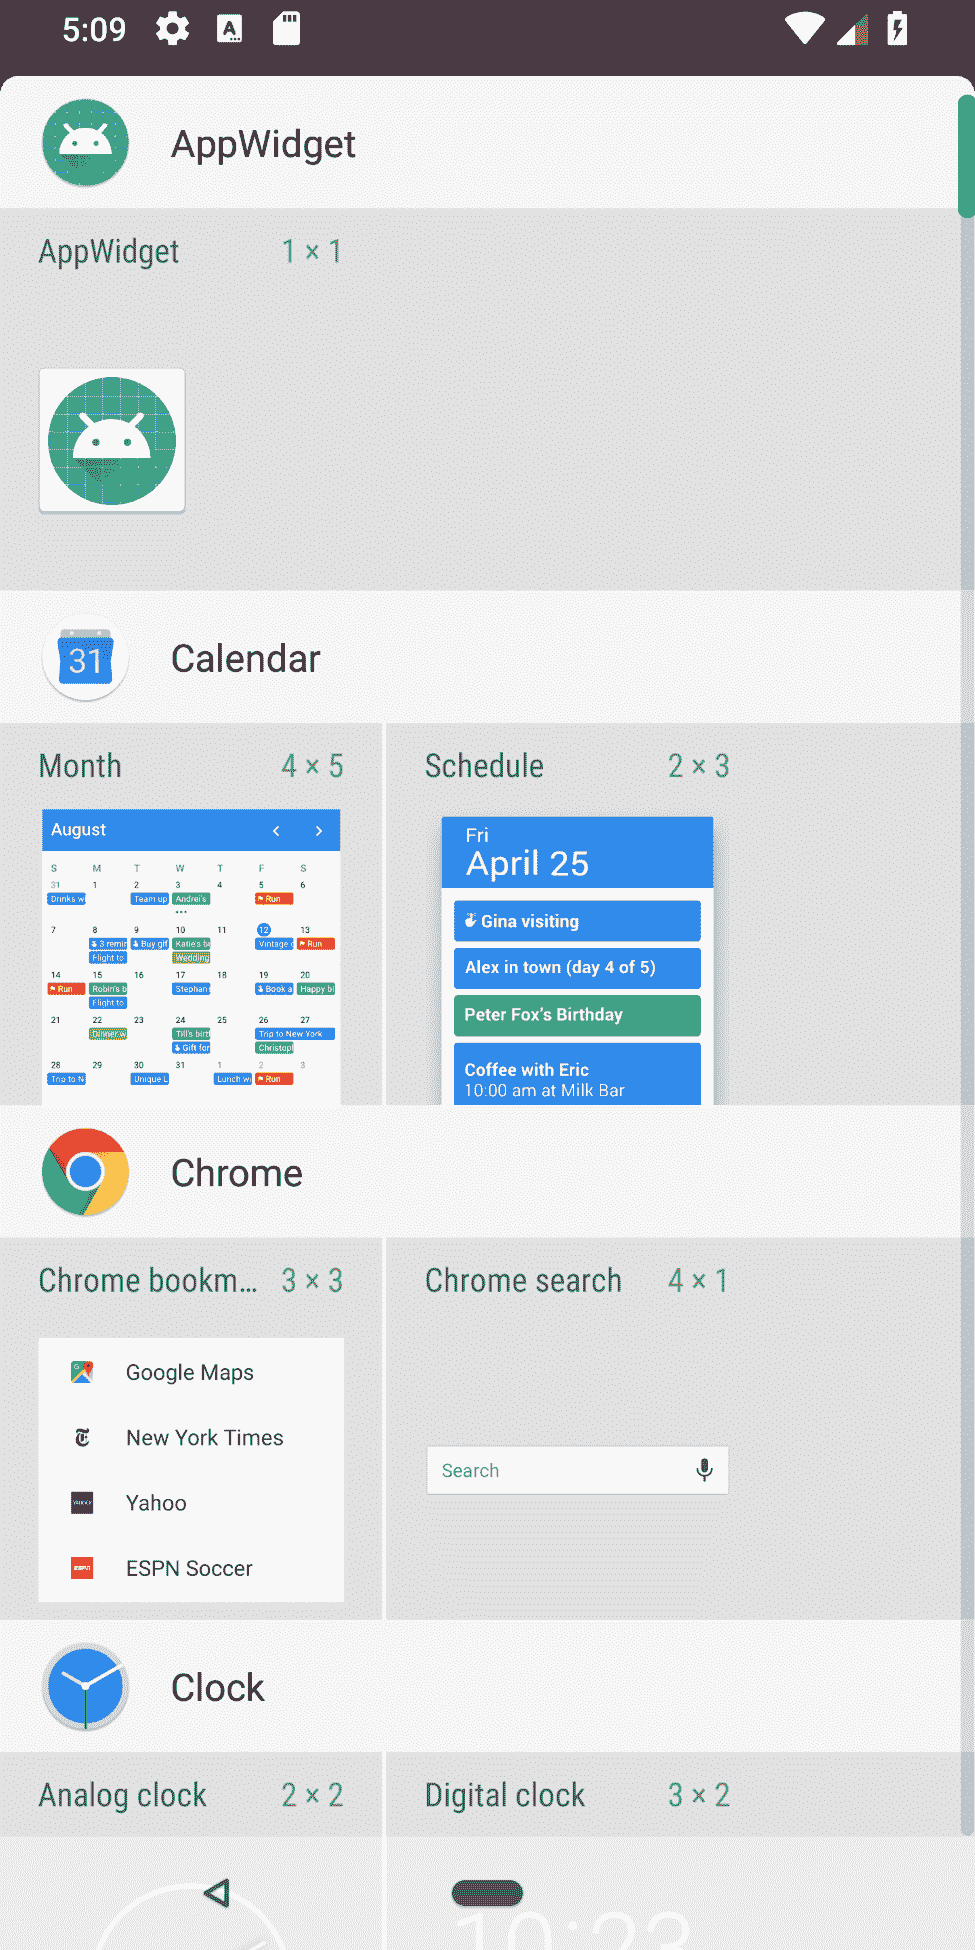 5:09
AppWidget
AppWidget 1 × 1
31
Calendar
Month 4 × 5
Schedule 2 × 3
August
S M T W T F S
31 1 2 3 4 5 6
Drinks w Team up Andrei's Run
7 8 9 10 11 12 13
3 remin Buy gif Katie's b Vintage Run
Flight to Wedding
14 15 16 17 18 19 20
Run Robin's b Stephan Book a Happy bi
Flight to
21 22 23 24 25 26 27
Dinner w Till's birt Trip to New York
Gift for Christop
28 29 30 31 1 2 3
Trip to N Unique L Lunch w Run
Fri
April 25
Gina visiting
Alex in town (day 4 of 5)
Peter Fox's Birthday
Coffee with Eric
10:00 am at Milk Bar
Chrome
Chrome bookm... 3 × 3
Chrome search 4 × 1
Google Maps
New York Times
Yahoo
ESPN Soccer
Search
Clock
Analog clock 2 × 2
Digital clock 3 × 2
10:23